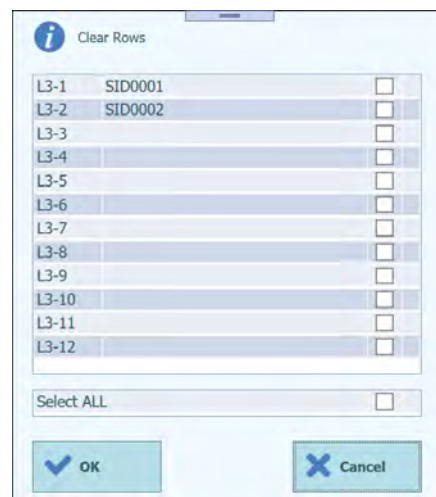 Clear Rows
L3-1 SID0001
L3-2 SID0002
L3-3
L3-4
L3-5
L3-6
L3-7
L3-8
L3-9
L3-10
L3-11
L3-12
Select ALL
OK Cancel